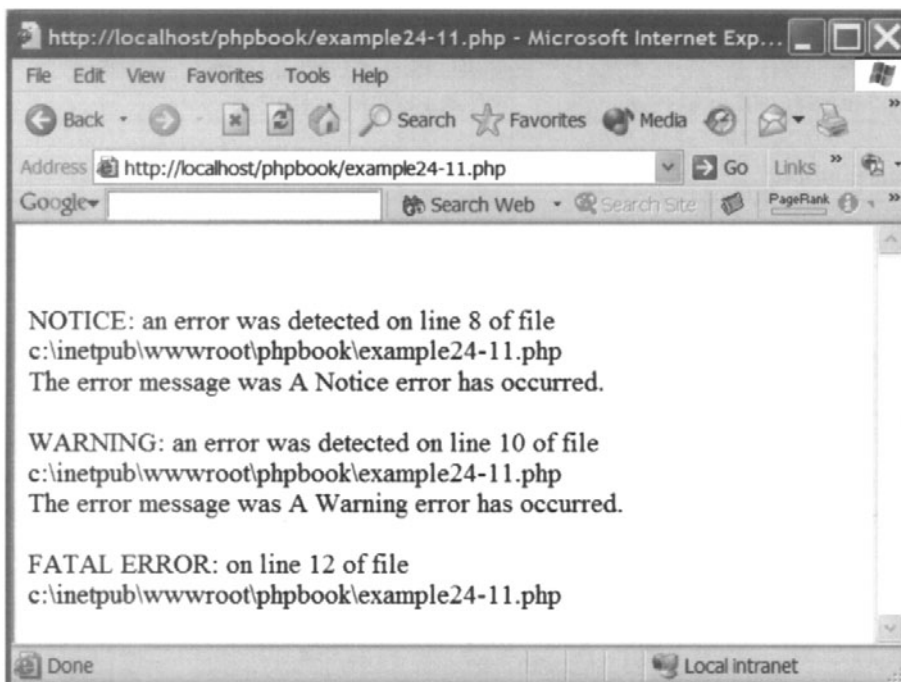 http://localhost/phpbook/example24-11.php - Microsoft Internet Exp...
File Edit View Favorites Tools Help
Back Search Favorites Media »
Address http://localhost/phpbook/example24-11.php Go Links »
Google Search Web Search Site PageRank »
NOTICE: an error was detected on line 8 of file
c:\inetpub\wwwroot\phpbook\example24-11.php
The error message was A Notice error has occurred.
WARNING: an error was detected on line 10 of file
c:\inetpub\wwwroot\phpbook\example24-11.php
The error message was A Warning error has occurred.
FATAL ERROR: on line 12 of file
c:\inetpub\wwwroot\phpbook\example24-11.php
Done Local intranet